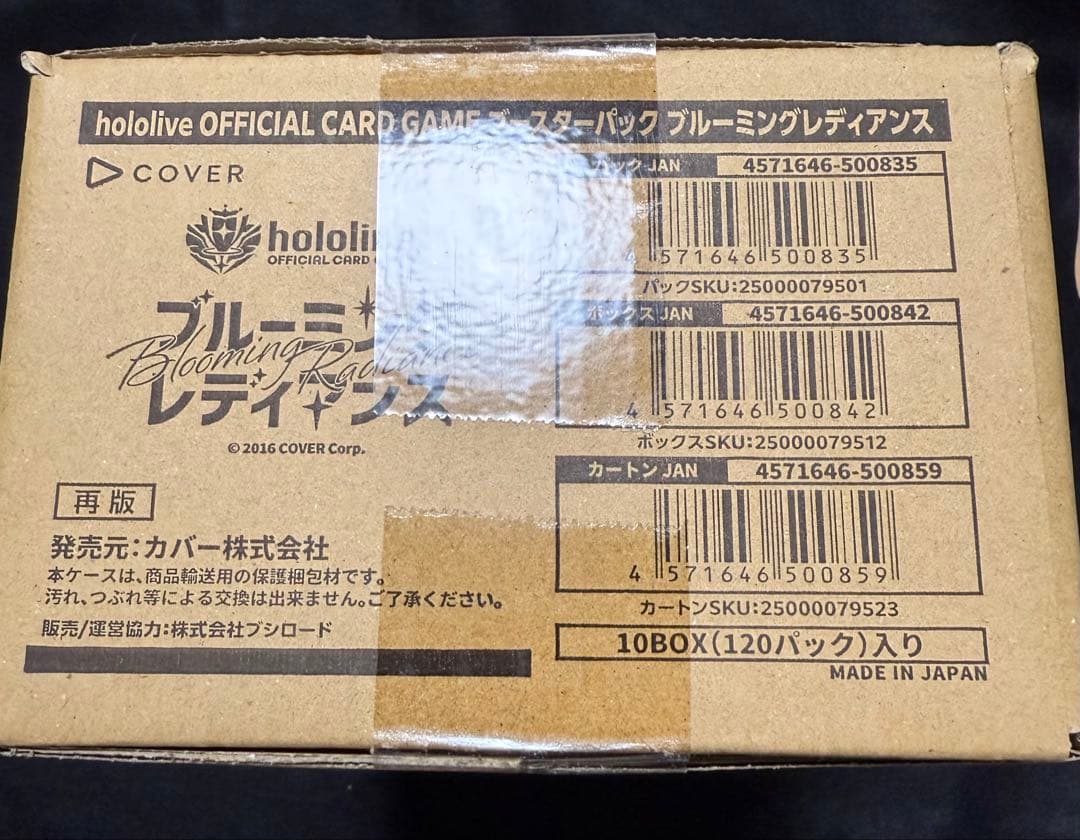 hololive OFFICIAL CARD GAME ブースターパック ブルーミングレディアンス
COVER
hololi
OFFICIAL CARD
ブルーミン
Blooming Radiance
レディアンス
© 2016 COVER Corp.
再版
発売元:カバー株式会社
本ケースは、商品輸送用の保護梱包材です。
汚れ、つぶれ等による交換は出来ません。ご了承ください。
販売/運営協力:株式会社ブシロード
パック JAN 4571646-500835
4 571646 500835
パックSKU:25000079501
ボックス JAN 4571646-500842
4 571646 500842
ボックスSKU:25000079512
カートン JAN 4571646-500859
4 571646 500859
カートンSKU:25000079523
10BOX(120パック)入り
MADE IN JAPAN